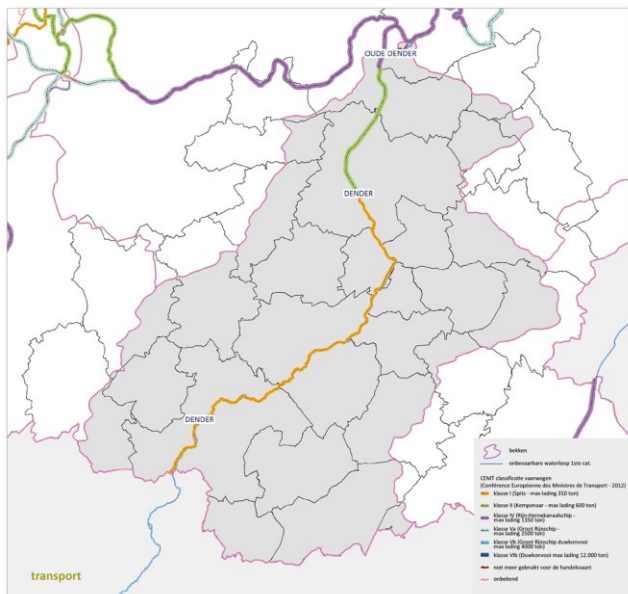 OUDE DENDER
DENDER
DENDER
bekken
onbevaarbare waterloop 1ste cat.
CEMT classificatie vaarwegen
(Conférence Européenne des Ministres de Transport - 2012)
klasse I (Spits - max lading 350 ton)
klasse II (Kempenaar - max lading 600 ton)
klasse IV (Rijn-Hernekanaalschip -
max lading 1350 ton)
klasse Va (Groot Rijnschip -
max lading 2500 ton)
klasse Vb (Groot Rijnschip duwkonvooi
max lading 4000 ton)
klasse VIb (Duwkonvooi max lading 12.000 ton)
niet meer gebruikt voor de handelsvaart
onbekend
transport